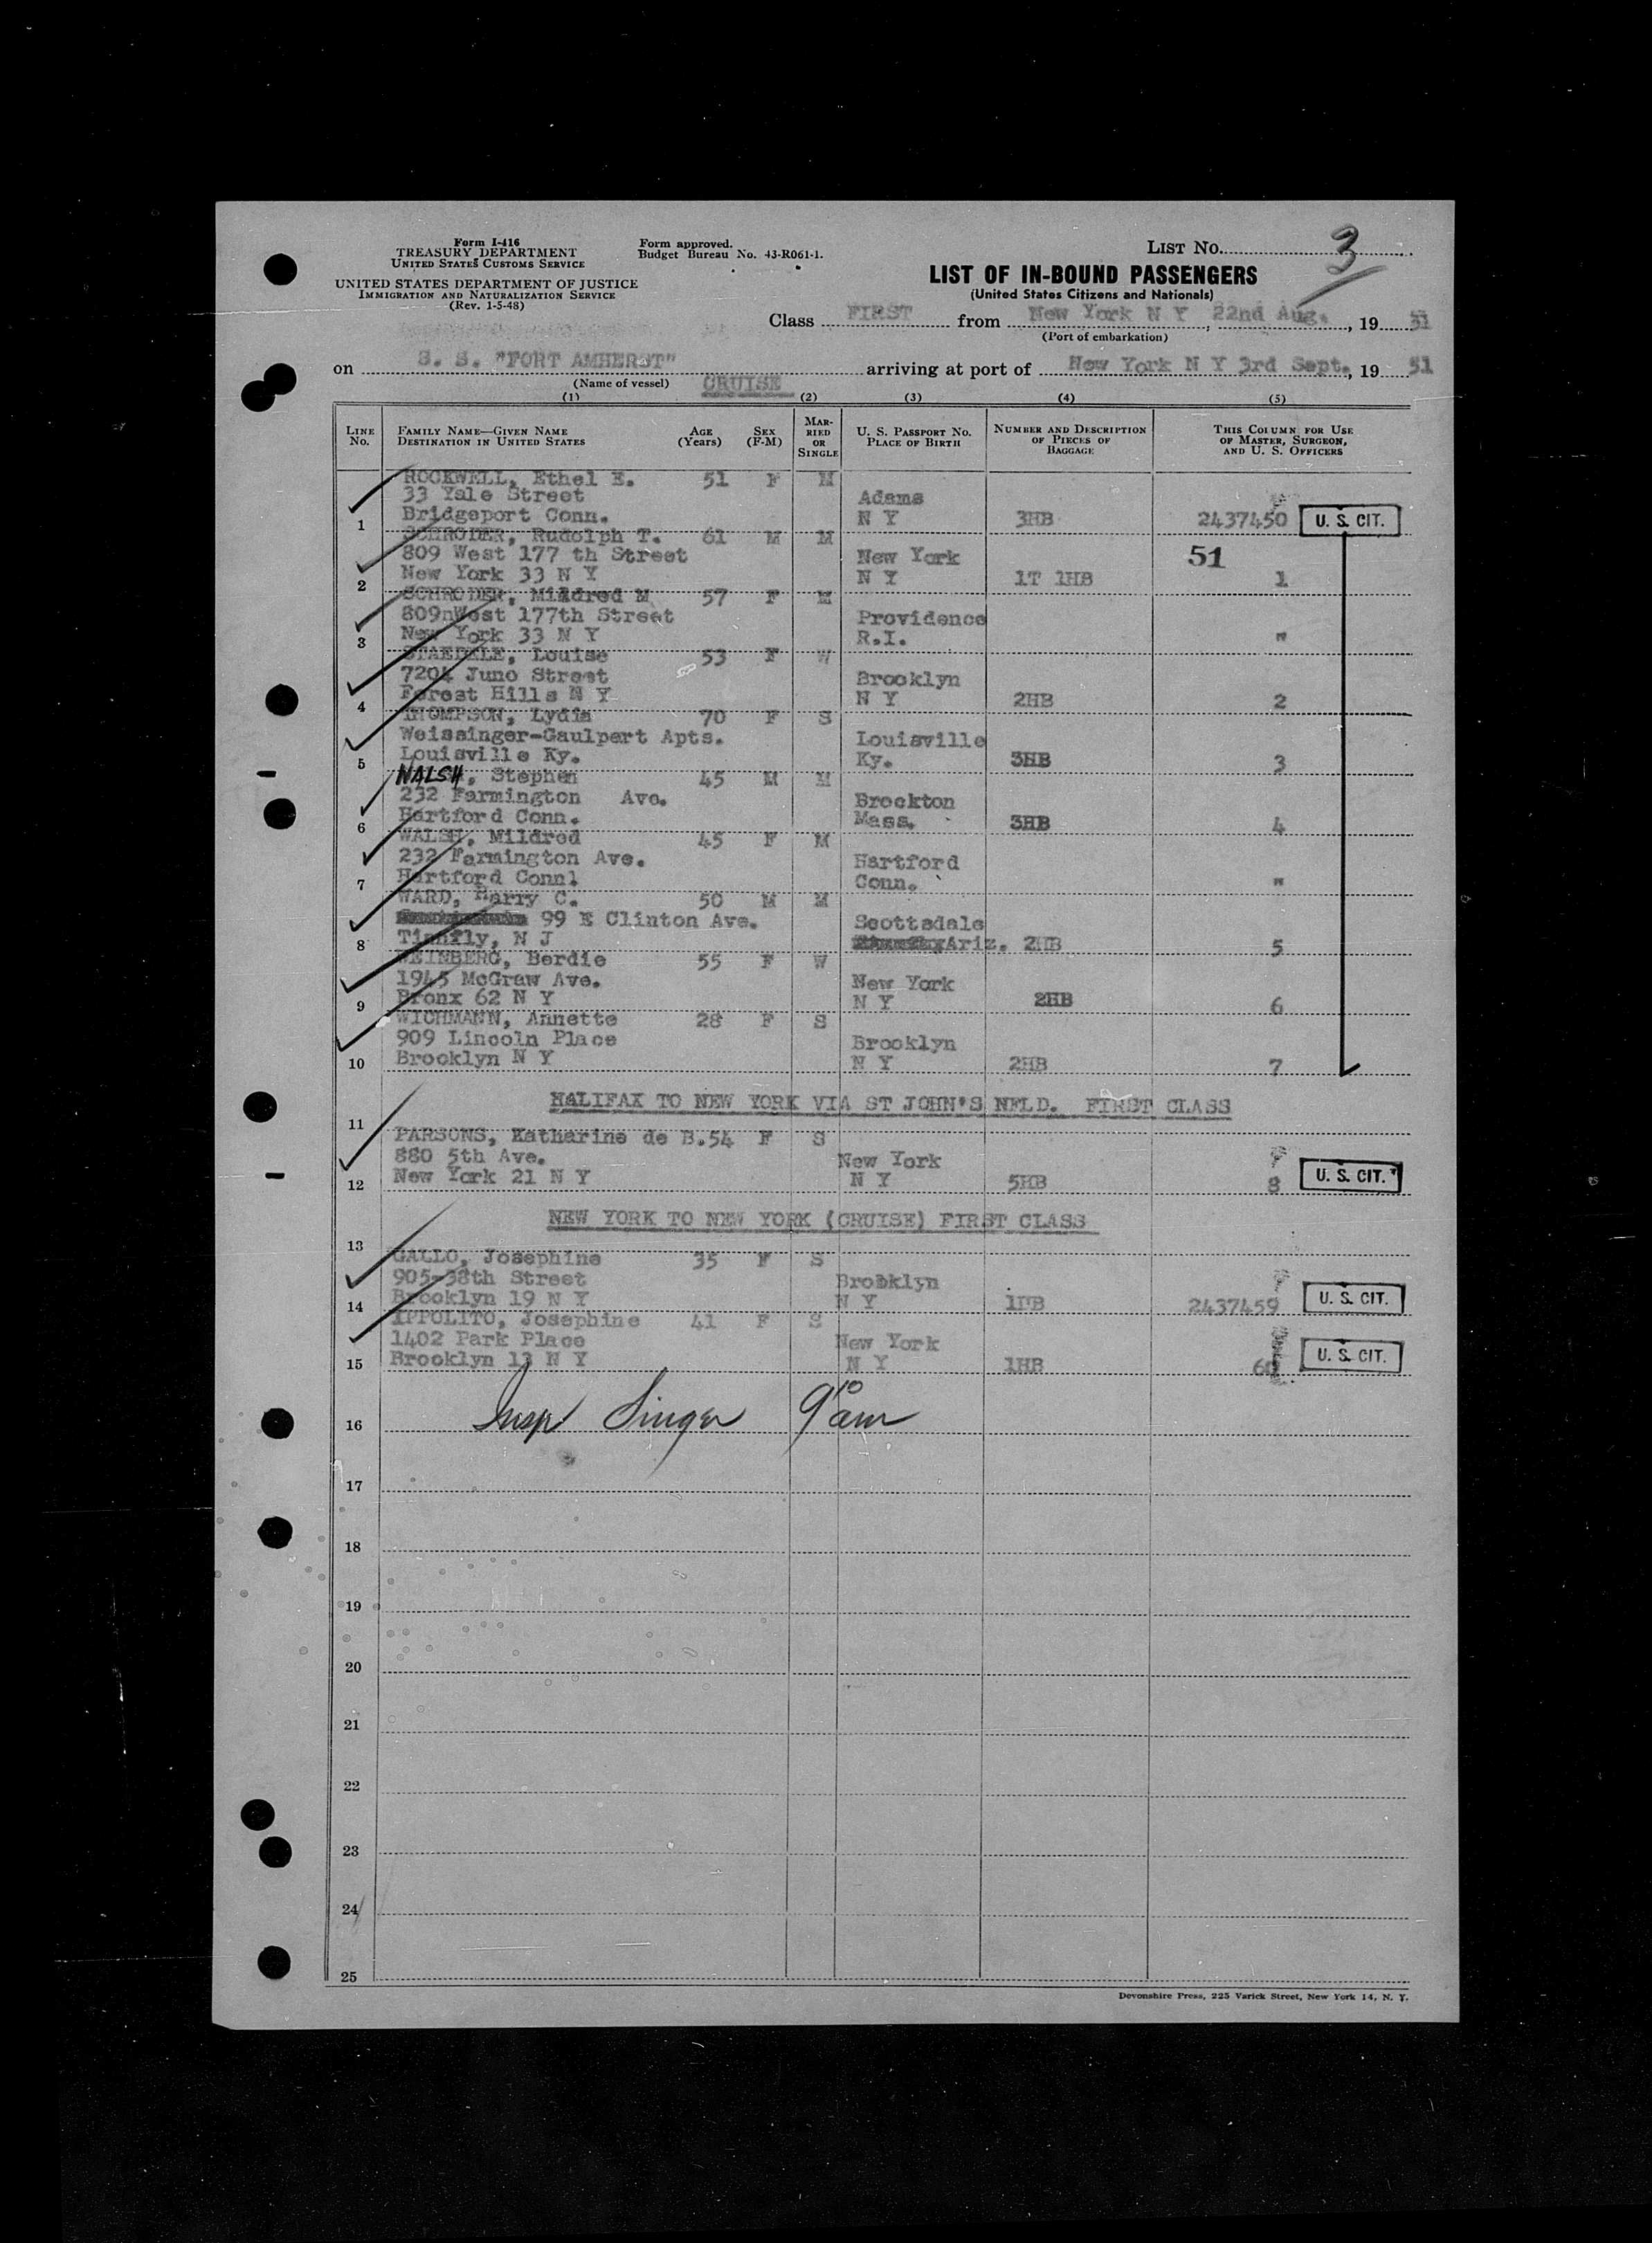 Form I-416
TREASURY DEPARTMENT
UNITED STATES CUSTOMS SERVICE
UNITED STATES DEPARTMENT OF JUSTICE
IMMIGRATION AND NATURALIZATION SERVICE
(Rev. 1-5-48)
Form approved.
Budget Bureau No. 43-R061-1.
LIST NO. 3
LIST OF IN-BOUND PASSENGERS
(United States Citizens and Nationals)
Class FIRST from New York N Y , 22nd Aug. , 19 51
(Port of embarkation)
on S. S. "FORT AMHERST" arriving at port of New York N Y 3rd Sept. , 19 51
(Name of vessel) CRUISE
(1) (2) (3) (4) (5)
LINE NO. FAMILY NAME—GIVEN NAME DESTINATION IN UNITED STATES AGE (Years) SEX (F-M) MARRIED OR SINGLE U. S. PASSPORT NO. PLACE OF BIRTH NUMBER AND DESCRIPTION OF PIECES OF BAGGAGE THIS COLUMN FOR USE OF MASTER, SURGEON, AND U. S. OFFICERS
ROCKWELL, Ethel E. 51 F M
33 Yale Street Adams
1 Bridgeport Conn. N Y 3HB 2437450 U. S. CIT.
SCHRODER, Rudolph T. 61 M M
809 West 177 th Street New York 51
2 New York 33 N Y N Y 1T 1HB 1
SCHRODER, Mildred M 57 F M
809nWest 177th Street Providence
3 New York 33 N Y R.I. "
STAEDELE, Louise 53 F W
7204 Juno Street Brooklyn
4 Forest Hills N Y N Y 2HB 2
THOMPSON, Lydia 70 F S
Weissinger-Gaulpert Apts. Louisville
5 Louisville Ky. Ky. 3HB 3
WALSH, Stephen 45 M M
232 Farmington Ave. Brockton
6 Hartford Conn. Mass. 3HB 4
WALSH, Mildred 45 F M
232 Farmington Ave. Hartford
7 Hartford Conn. Conn. "
WARD, Harry C. 50 M M
99 E Clinton Ave. Scottsdale
8 Tinnfly, N J Ariz. 2HB 5
WEINBERG, Berdie 55 F W
1945 McGraw Ave. New York
9 Bronx 62 N Y N Y 2HB 6
WICHMANN, Annette 28 F S
909 Lincoln Place Brooklyn
10 Brooklyn N Y N Y 2HB 7
HALIFAX TO NEW YORK VIA ST JOHN'S NFLD. FIRST CLASS
11
PARSONS, Katharine de B. 54 F S
880 5th Ave. New York
12 New York 21 N Y N Y 5HB 8 U. S. CIT.
NEW YORK TO NEW YORK (CRUISE) FIRST CLASS
13
GALLO, Josephine 35 F S
905-38th Street Brooklyn
14 Brooklyn 19 N Y N Y 1HB 2437459 U. S. CIT.
IPPOLITO, Josephine 41 F S
1402 Park Place New York
15 Brooklyn 13 N Y N Y 1HB 60 U. S. CIT.
16 Insp Singer 9 am
17
18
19
20
21
22
23
24
25
Devonshire Press, 225 Varick Street, New York 14, N. Y.